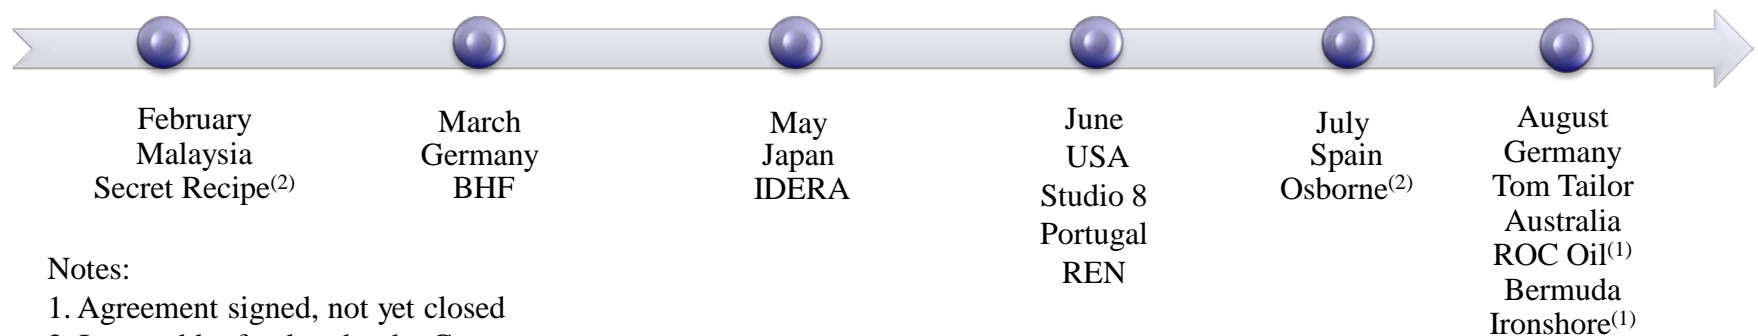 February
Malaysia
Secret Recipe(2)
March
Germany
BHF
May
Japan
IDERA
June
USA
Studio 8
Portugal
REN
July
Spain
Osborne(2)
August
Germany
Tom Tailor
Australia
ROC Oil(1)
Bermuda
Ironshore(1)
Notes:
1. Agreement signed, not yet closed